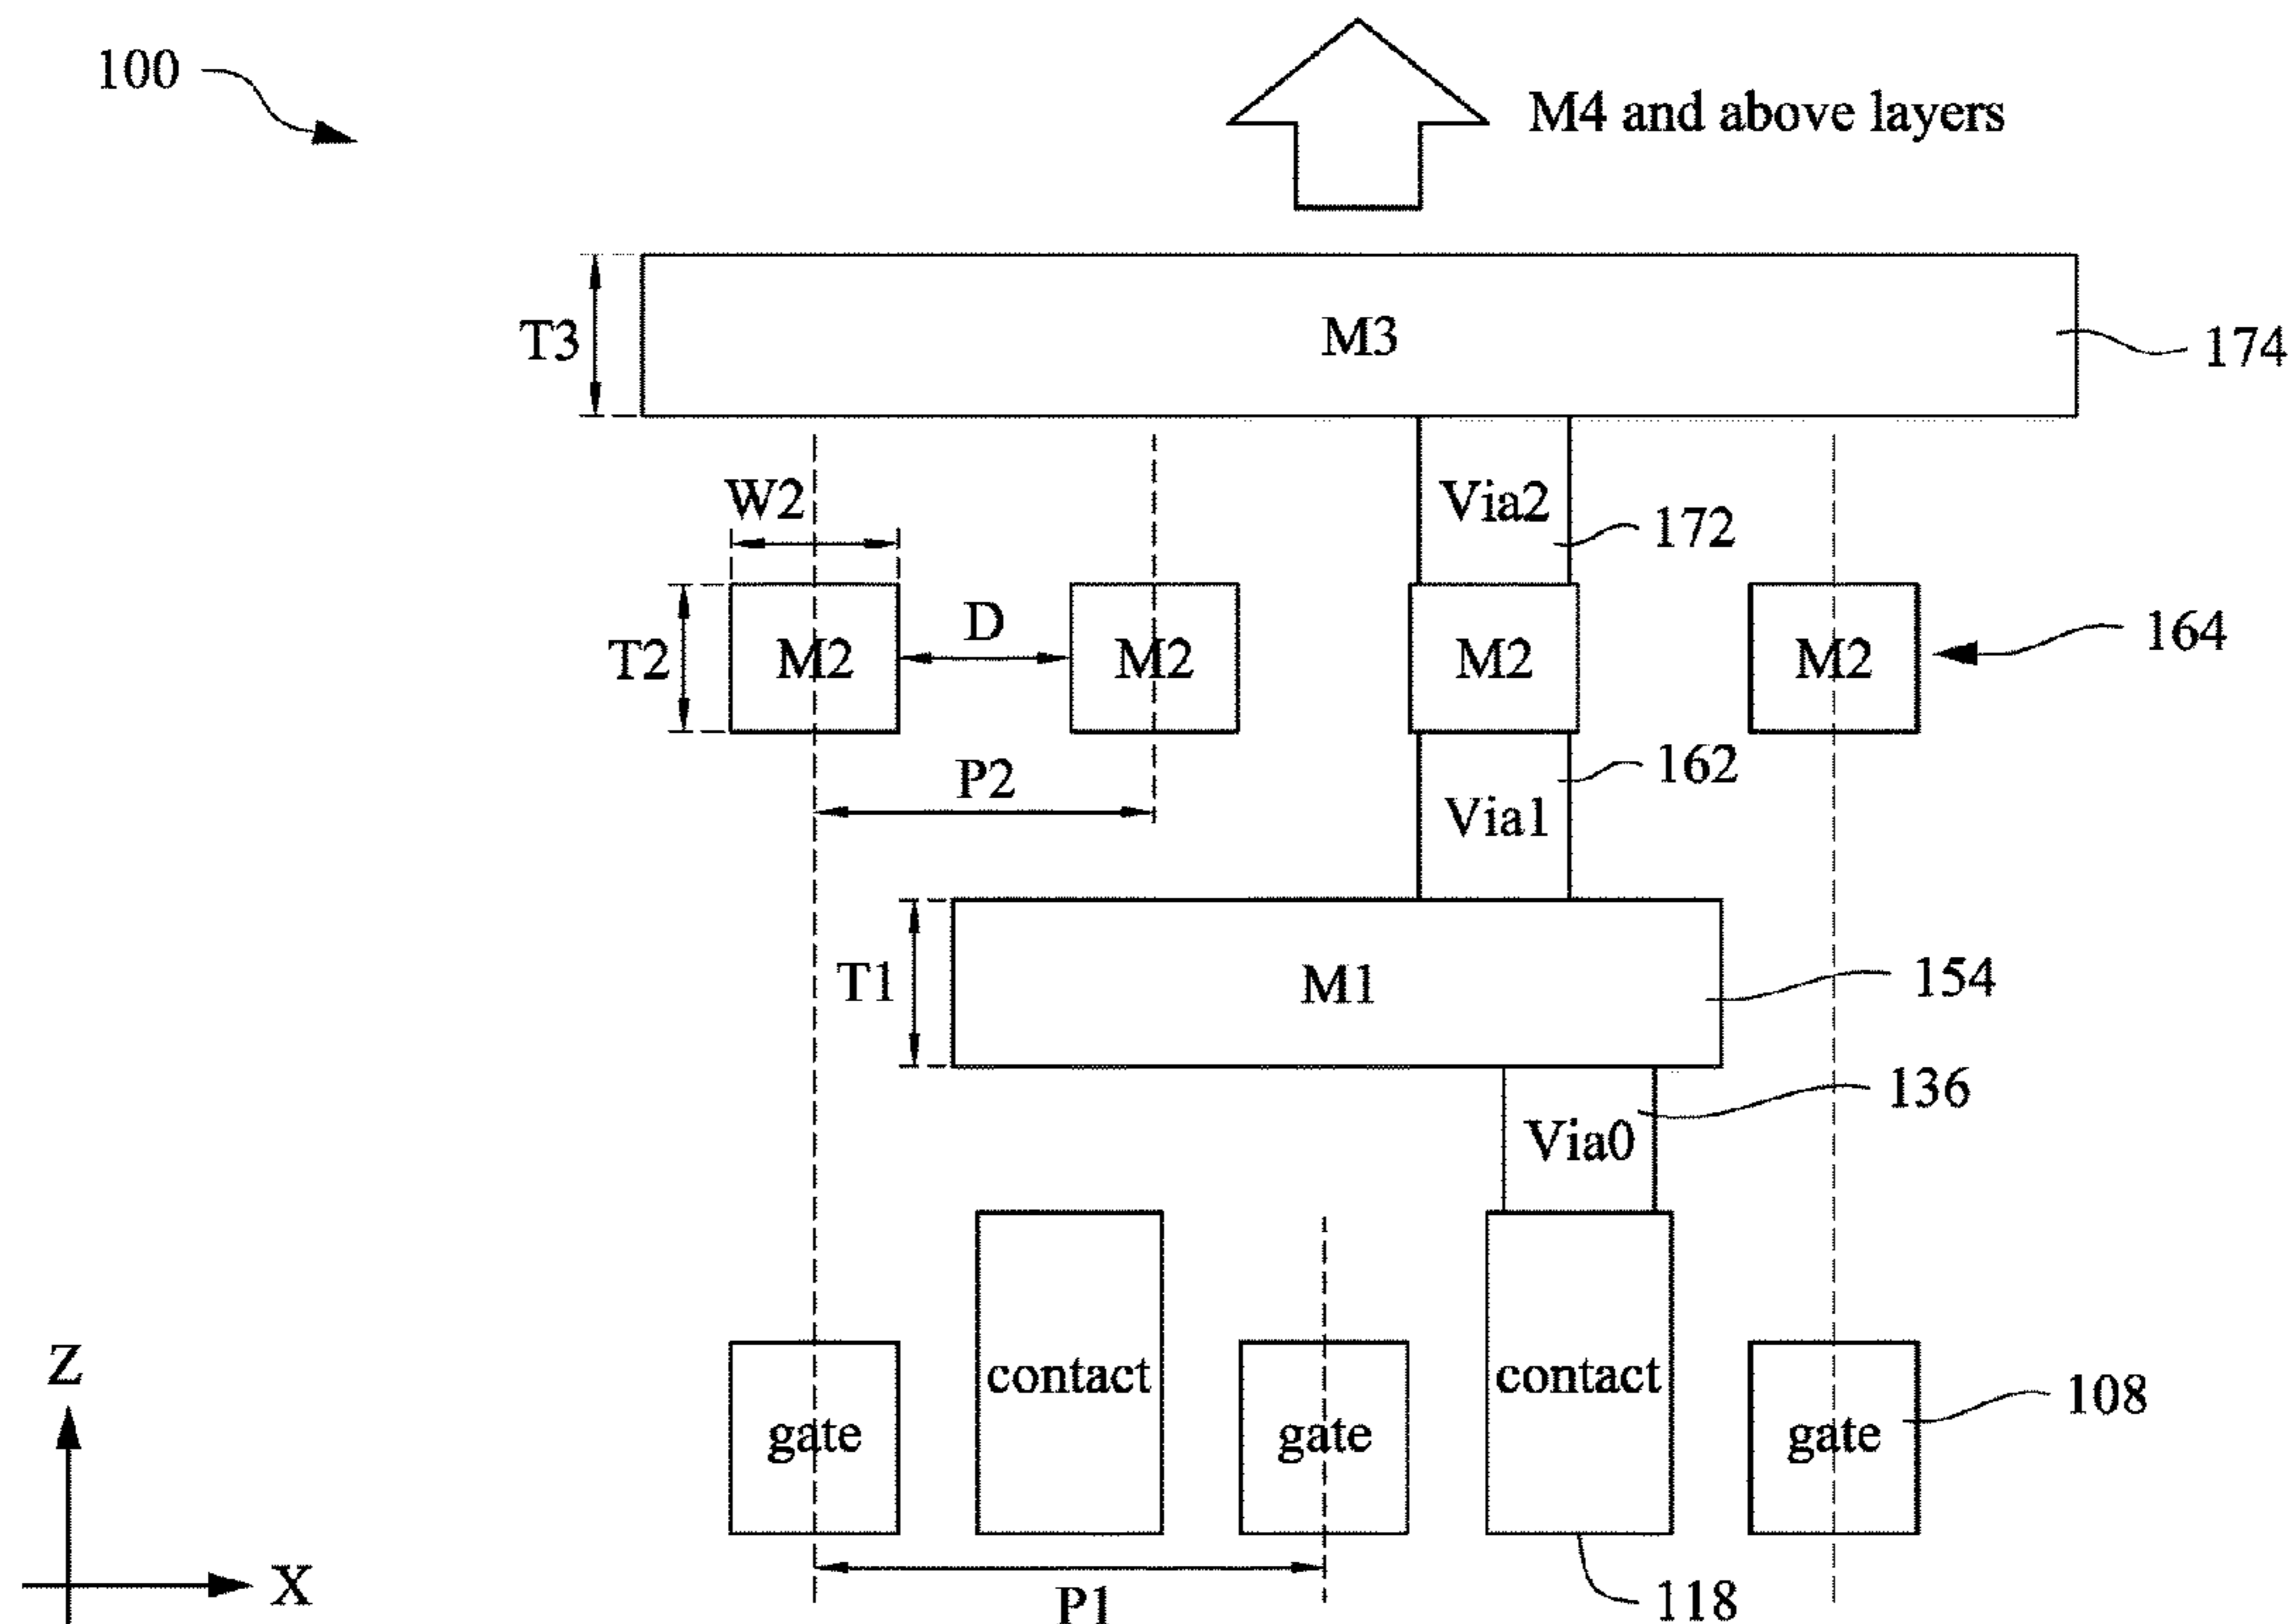 100
M4 and above layers
T3
M3
174
W2
Via2
172
T2
M2
D
M2
M2
M2
164
P2
Via1
162
T1
M1
154
Via0
136
Z
gate
contact
gate
contact
gate
108
X
P1
118